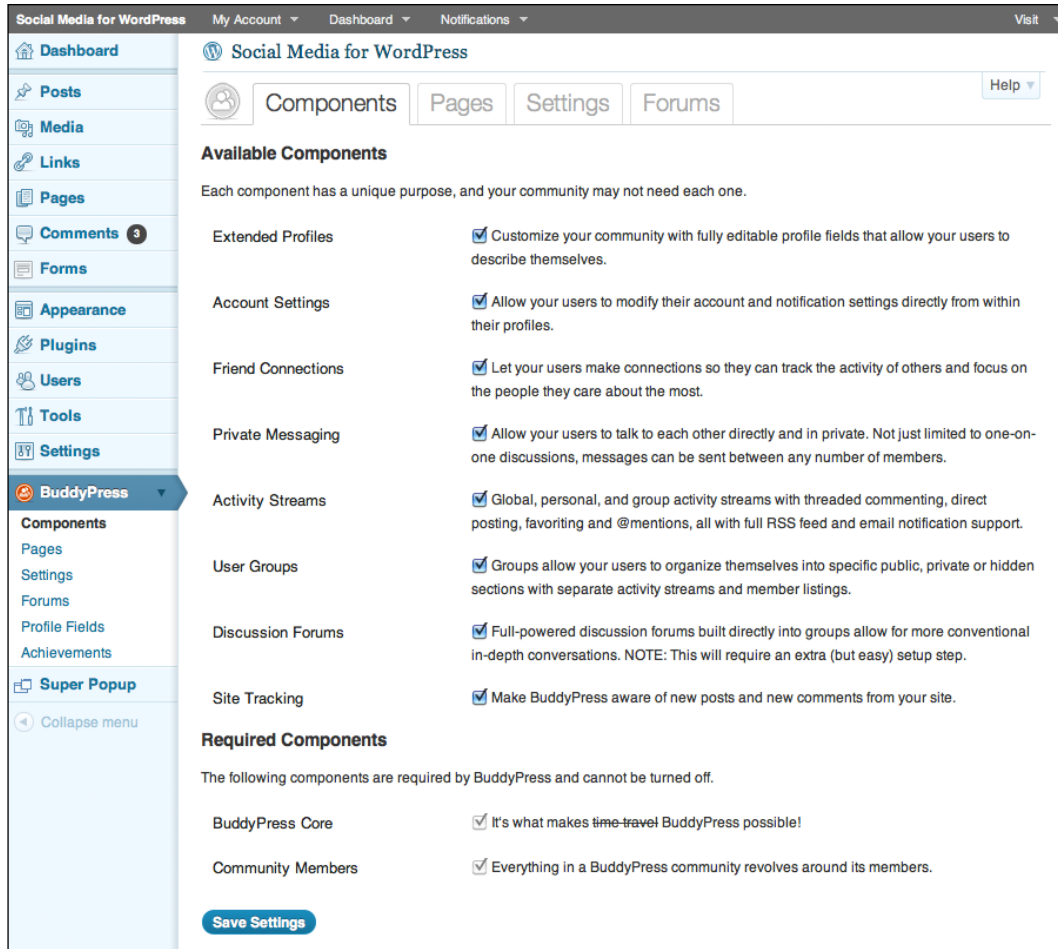 Social Media for WordPress My Account Dashboard Notifications Visit
Dashboard
Posts
Media
Links
Pages
Comments 3
Forms
Appearance
Plugins
Users
Tools
Settings
BuddyPress
Components
Pages
Settings
Forums
Profile Fields
Achievements
Super Popup
Collapse menu
Social Media for WordPress
Help
Components Pages Settings Forums
Available Components
Each component has a unique purpose, and your community may not need each one.
Extended Profiles
Customize your community with fully editable profile fields that allow your users to
describe themselves.
Account Settings
Allow your users to modify their account and notification settings directly from within
their profiles.
Friend Connections
Let your users make connections so they can track the activity of others and focus on
the people they care about the most.
Private Messaging
Allow your users to talk to each other directly and in private. Not just limited to one-on-
one discussions, messages can be sent between any number of members.
Activity Streams
Global, personal, and group activity streams with threaded commenting, direct
posting, favoriting and @mentions, all with full RSS feed and email notification support.
User Groups
Groups allow your users to organize themselves into specific public, private or hidden
sections with separate activity streams and member listings.
Discussion Forums
Full-powered discussion forums built directly into groups allow for more conventional
in-depth conversations. NOTE: This will require an extra (but easy) setup step.
Site Tracking
Make BuddyPress aware of new posts and new comments from your site.
Required Components
The following components are required by BuddyPress and cannot be turned off.
BuddyPress Core
It's what makes time travel BuddyPress possible!
Community Members
Everything in a BuddyPress community revolves around its members.
Save Settings